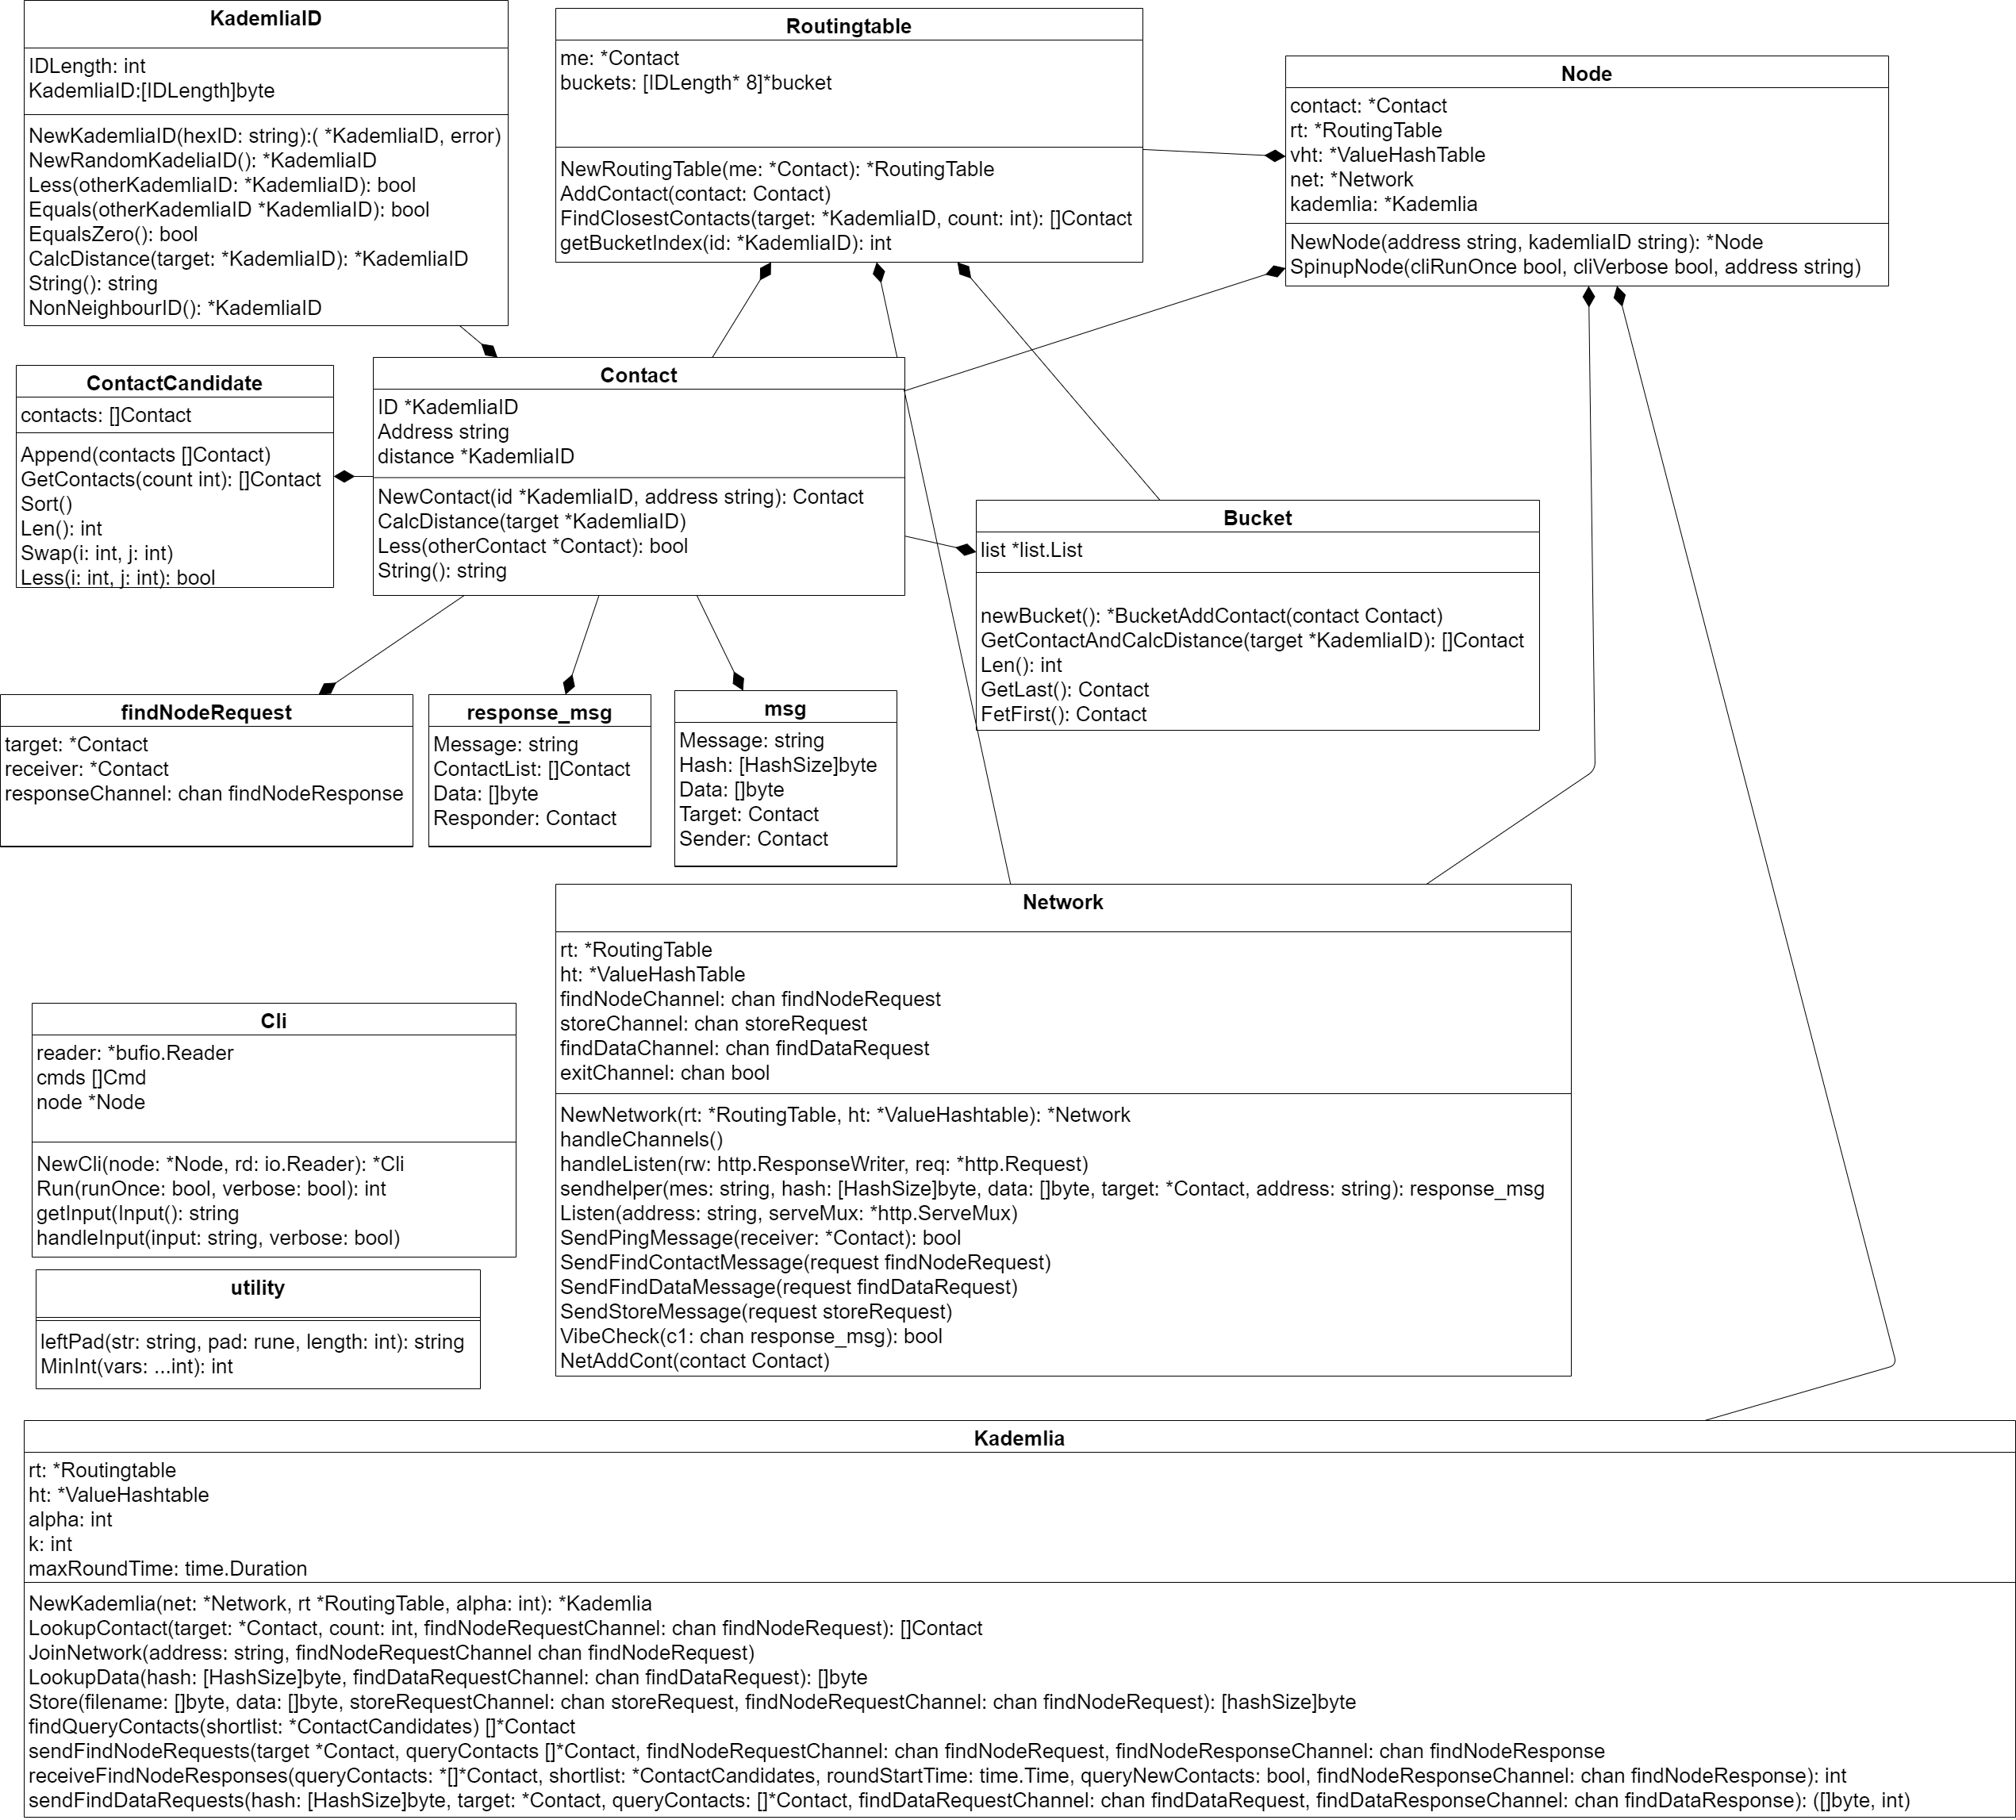 KademliaID
IDLength: int
KademliaID:[IDLength]byte
NewKademliaID(hexID: string):( *KademliaID, error)
NewRandomKadeliaID(): *KademliaID
Less(otherKademliaID: *KademliaID): bool
Equals(otherKademliaID *KademliaID): bool
EqualsZero(): bool
CalcDistance(target: *KademliaID): *KademliaID
String(): string
NonNeighbourID(): *KademliaID
Routingtable
me: *Contact
buckets: [IDLength* 8]*bucket
NewRoutingTable(me: *Contact): *RoutingTable
AddContact(contact: Contact)
FindClosestContacts(target: *KademliaID, count: int): []Contact
getBucketIndex(id: *KademliaID): int
Node
contact: *Contact
rt: *RoutingTable
vht: *ValueHashTable
net: *Network
kademlia: *Kademlia
NewNode(address string, kademliaID string): *Node
SpinupNode(cliRunOnce bool, cliVerbose bool, address string)
ContactCandidate
contacts: []Contact
Append(contacts []Contact)
GetContacts(count int): []Contact
Sort()
Len(): int
Swap(i: int, j: int)
Less(i: int, j: int): bool
Contact
ID *KademliaID
Address string
distance *KademliaID
NewContact(id *KademliaID, address string): Contact
CalcDistance(target *KademliaID)
Less(otherContact *Contact): bool
String(): string
Bucket
list *list.List
newBucket(): *BucketAddContact(contact Contact)
GetContactAndCalcDistance(target *KademliaID): []Contact
Len(): int
GetLast(): Contact
FetFirst(): Contact
findNodeRequest
target: *Contact
receiver: *Contact
responseChannel: chan findNodeResponse
response_msg
Message: string
ContactList: []Contact
Data: []byte
Responder: Contact
msg
Message: string
Hash: [HashSize]byte
Data: []byte
Target: Contact
Sender: Contact
Network
rt: *RoutingTable
ht: *ValueHashTable
findNodeChannel: chan findNodeRequest
storeChannel: chan storeRequest
findDataChannel: chan findDataRequest
exitChannel: chan bool
NewNetwork(rt: *RoutingTable, ht: *ValueHashtable): *Network
handleChannels()
handleListen(rw: http.ResponseWriter, req: *http.Request)
sendhelper(mes: string, hash: [HashSize]byte, data: []byte, target: *Contact, address: string): response_msg
Listen(address: string, serveMux: *http.ServeMux)
SendPingMessage(receiver: *Contact): bool
SendFindContactMessage(request findNodeRequest)
SendFindDataMessage(request findDataRequest)
SendStoreMessage(request storeRequest)
VibeCheck(c1: chan response_msg): bool
NetAddCont(contact Contact)
Cli
reader: *bufio.Reader
cmds []Cmd
node *Node
NewCli(node: *Node, rd: io.Reader): *Cli
Run(runOnce: bool, verbose: bool): int
getInput(Input(): string
handleInput(input: string, verbose: bool)
utility
leftPad(str: string, pad: rune, length: int): string
MinInt(vars: ...int): int
Kademlia
rt: *Routingtable
ht: *ValueHashtable
alpha: int
k: int
maxRoundTime: time.Duration
NewKademlia(net: *Network, rt *RoutingTable, alpha: int): *Kademlia
LookupContact(target: *Contact, count: int, findNodeRequestChannel: chan findNodeRequest): []Contact
JoinNetwork(address: string, findNodeRequestChannel chan findNodeRequest)
LookupData(hash: [HashSize]byte, findDataRequestChannel: chan findDataRequest): []byte
Store(filename: []byte, data: []byte, storeRequestChannel: chan storeRequest, findNodeRequestChannel: chan findNodeRequest): [hashSize]byte
findQueryContacts(shortlist: *ContactCandidates) []*Contact
sendFindNodeRequests(target *Contact, queryContacts []*Contact, findNodeRequestChannel: chan findNodeRequest, findNodeResponseChannel: chan findNodeResponse
receiveFindNodeResponses(queryContacts: *[]*Contact, shortlist: *ContactCandidates, roundStartTime: time.Time, queryNewContacts: bool, findNodeResponseChannel: chan findNodeResponse): int
sendFindDataRequests(hash: [HashSize]byte, target: *Contact, queryContacts: []*Contact, findDataRequestChannel: chan findDataRequest, findDataResponseChannel: chan findDataResponse): ([]byte, int)